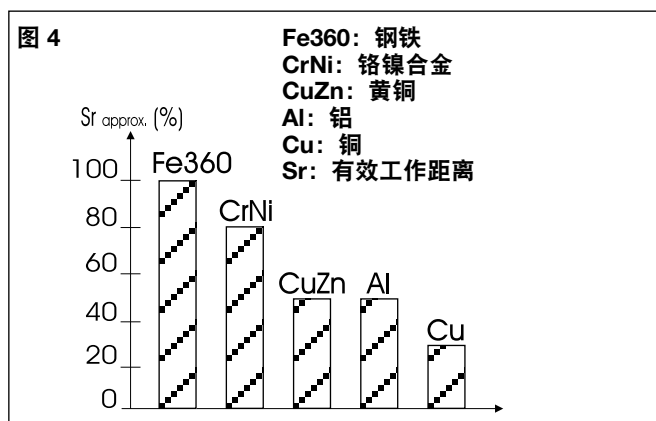 图 4
Fe360：钢铁
CrNi：铬镍合金
CuZn：黄铜
Al：铝
Cu：铜
Sr：有效工作距离
Sr approx. (%)
100
80
60
40
20
0
Fe360
CrNi
CuZn
Al
Cu